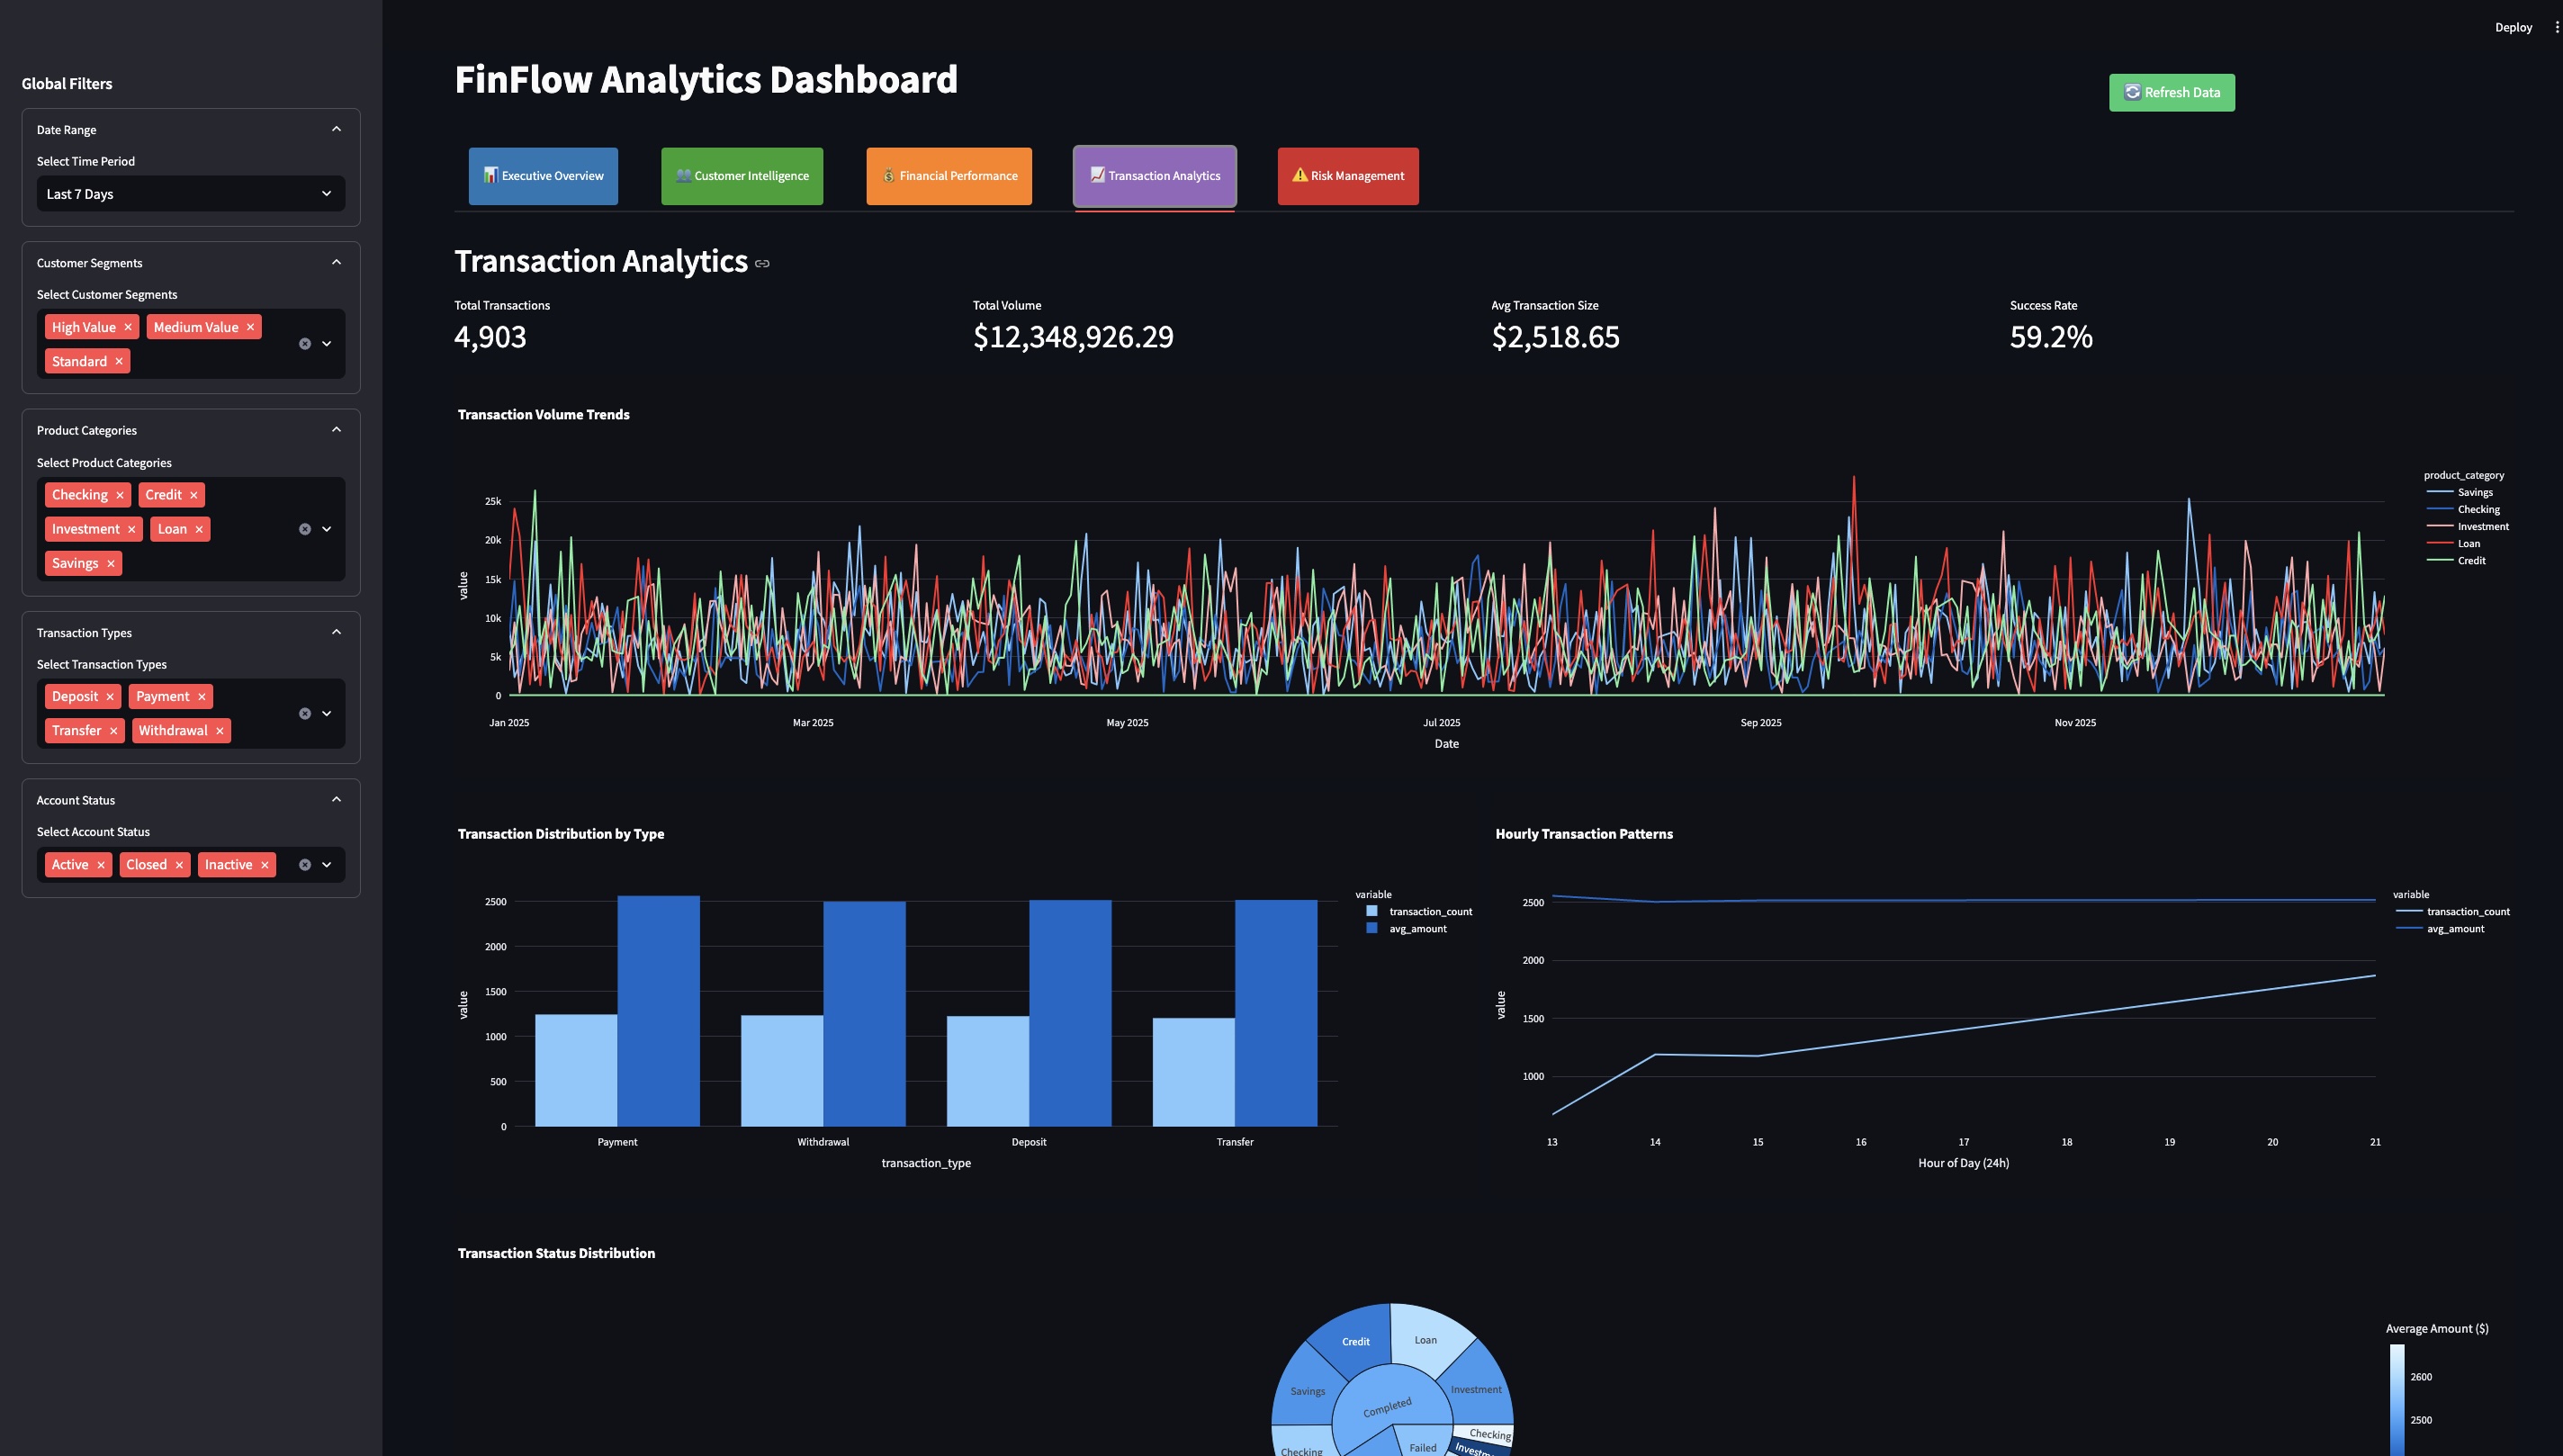 Deploy
Global Filters
Date Range
Select Time Period
Last 7 Days
Customer Segments
Select Customer Segments
High Value × Medium Value ×
Standard ×
Product Categories
Select Product Categories
Checking × Credit ×
Investment × Loan ×
Savings ×
Transaction Types
Select Transaction Types
Deposit × Payment ×
Transfer × Withdrawal ×
Account Status
Select Account Status
Active × Closed × Inactive ×
FinFlow Analytics Dashboard
Refresh Data
Executive Overview
Customer Intelligence
Financial Performance
Transaction Analytics
Risk Management
Transaction Analytics
Total Transactions
4,903
Total Volume
$12,348,926.29
Avg Transaction Size
$2,518.65
Success Rate
59.2%
Transaction Volume Trends
value
25k
20k
15k
10k
5k
0
Jan 2025
Mar 2025
May 2025
Jul 2025
Sep 2025
Nov 2025
Date
product_category
Savings
Checking
Investment
Loan
Credit
Transaction Distribution by Type
value
2500
2000
1500
1000
500
0
Payment
Withdrawal
Deposit
Transfer
transaction_type
variable
transaction_count
avg_amount
Hourly Transaction Patterns
value
2500
2000
1500
1000
13
14
15
16
17
18
19
20
21
Hour of Day (24h)
variable
transaction_count
avg_amount
Transaction Status Distribution
Credit
Loan
Savings
Investment
Completed
Checking
Failed
Checking
Average Amount ($)
2600
2500